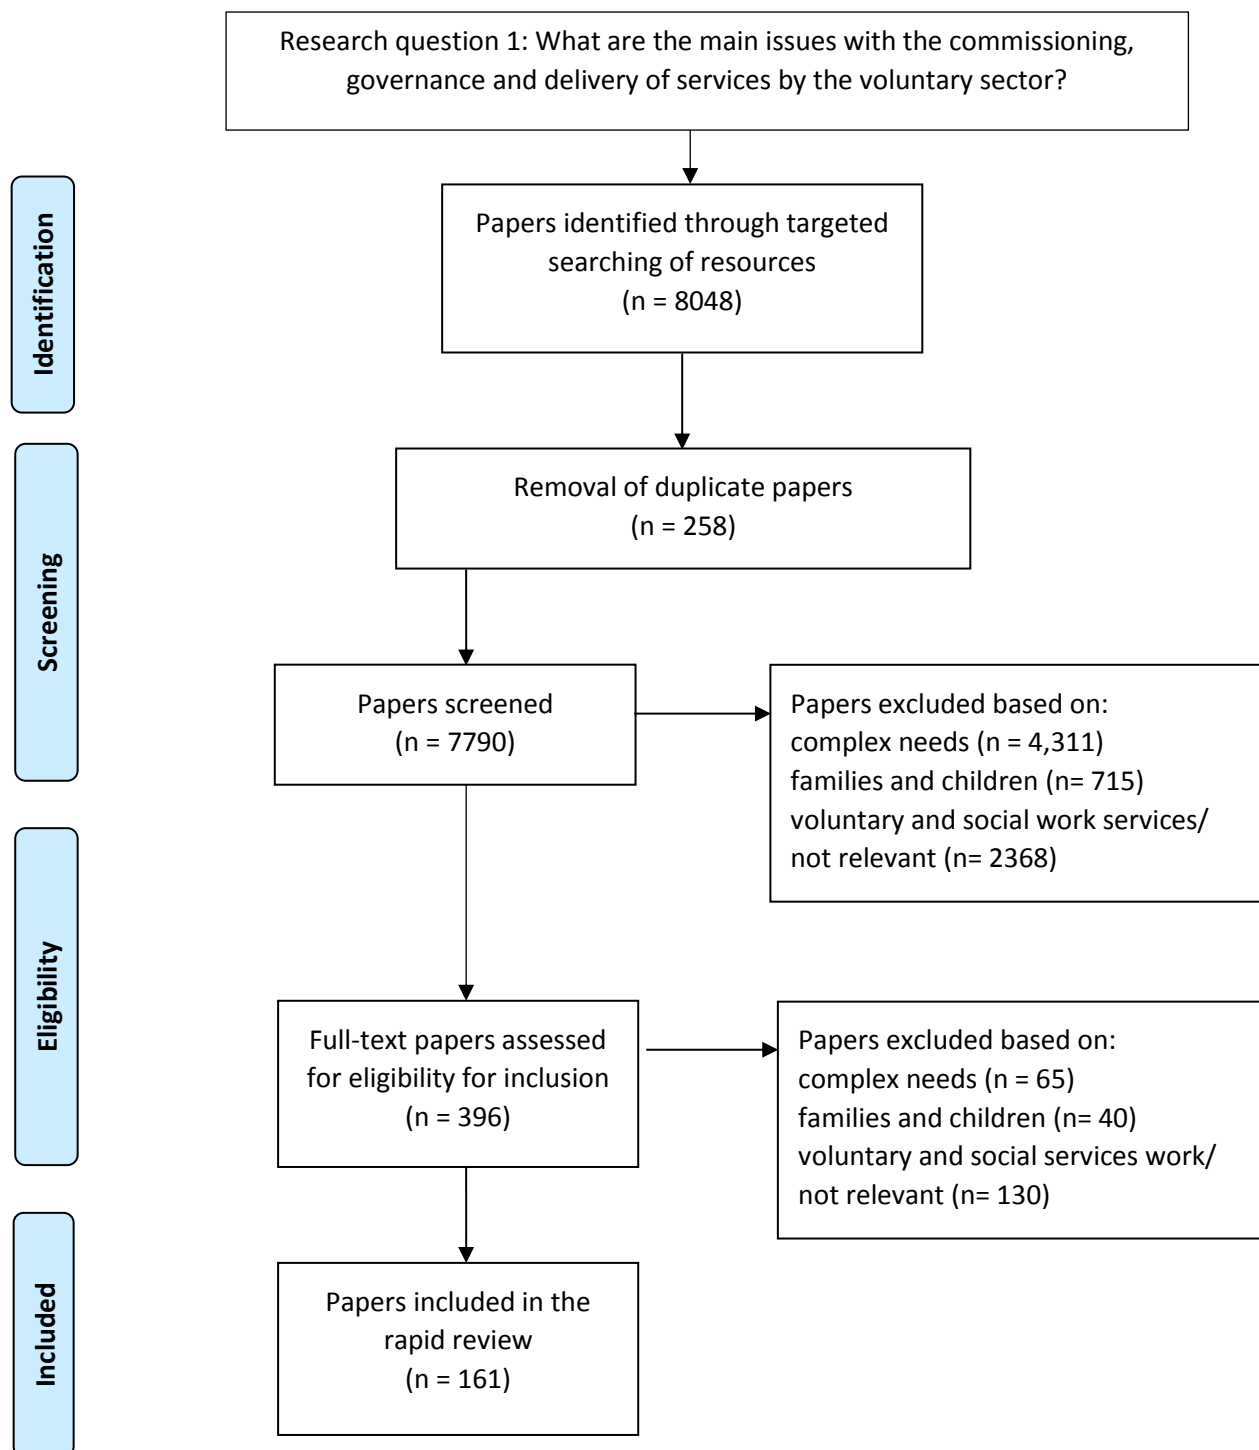 Research question 1: What are the main issues with the commissioning,
governance and delivery of services by the voluntary sector?
Identification
Papers identified through targeted
searching of resources
(n = 8048)
Screening
Removal of duplicate papers
(n = 258)
Papers screened
(n = 7790)
Papers excluded based on:
complex needs (n = 4,311)
families and children (n= 715)
voluntary and social work services/
not relevant (n= 2368)
Eligibility
Full-text papers assessed
for eligibility for inclusion
(n = 396)
Papers excluded based on:
complex needs (n = 65)
families and children (n= 40)
voluntary and social services work/
not relevant (n= 130)
Included
Papers included in the
rapid review
(n = 161)